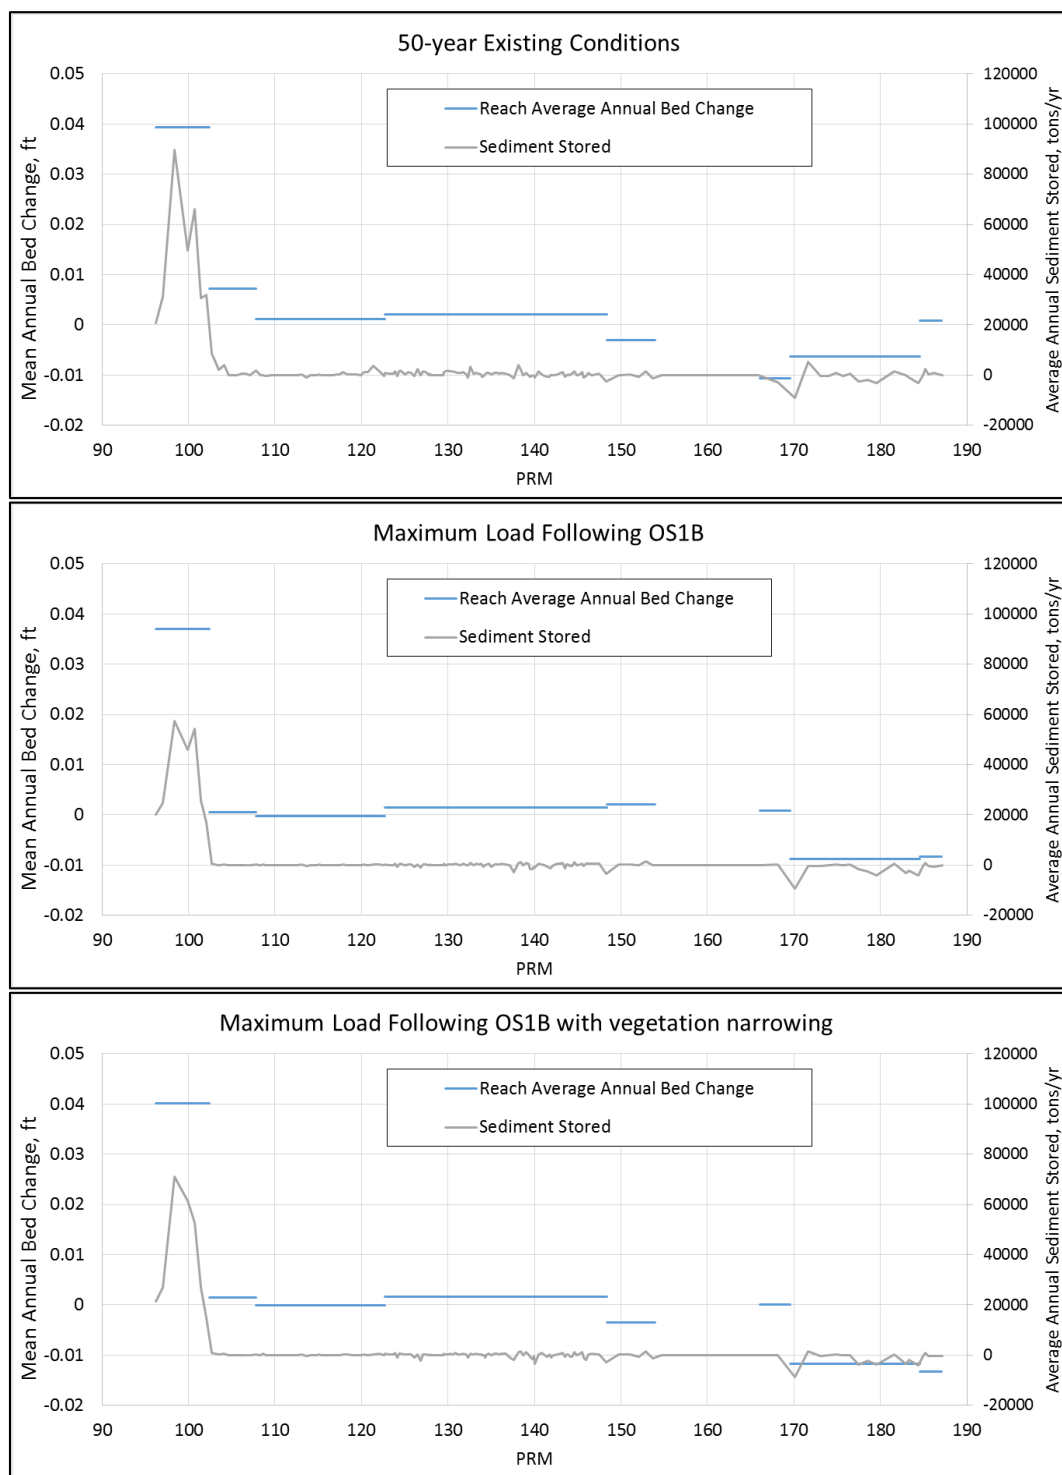 50-year Existing Conditions
Reach Average Annual Bed Change
Sediment Stored
Mean Annual Bed Change, ft
0.05
0.04
0.03
0.02
0.01
0
-0.01
-0.02
Average Annual Sediment Stored, tons/yr
120000
100000
80000
60000
40000
20000
0
-20000
90 100 110 120 130 140 150 160 170 180 190
PRM
Maximum Load Following OS1B
Reach Average Annual Bed Change
Sediment Stored
Mean Annual Bed Change, ft
0.05
0.04
0.03
0.02
0.01
0
-0.01
-0.02
Average Annual Sediment Stored, tons/yr
120000
100000
80000
60000
40000
20000
0
-20000
90 100 110 120 130 140 150 160 170 180 190
PRM
Maximum Load Following OS1B with vegetation narrowing
Reach Average Annual Bed Change
Sediment Stored
Mean Annual Bed Change, ft
0.05
0.04
0.03
0.02
0.01
0
-0.01
-0.02
Average Annual Sediment Stored, tons/yr
120000
100000
80000
60000
40000
20000
0
-20000
90 100 110 120 130 140 150 160 170 180 190
PRM